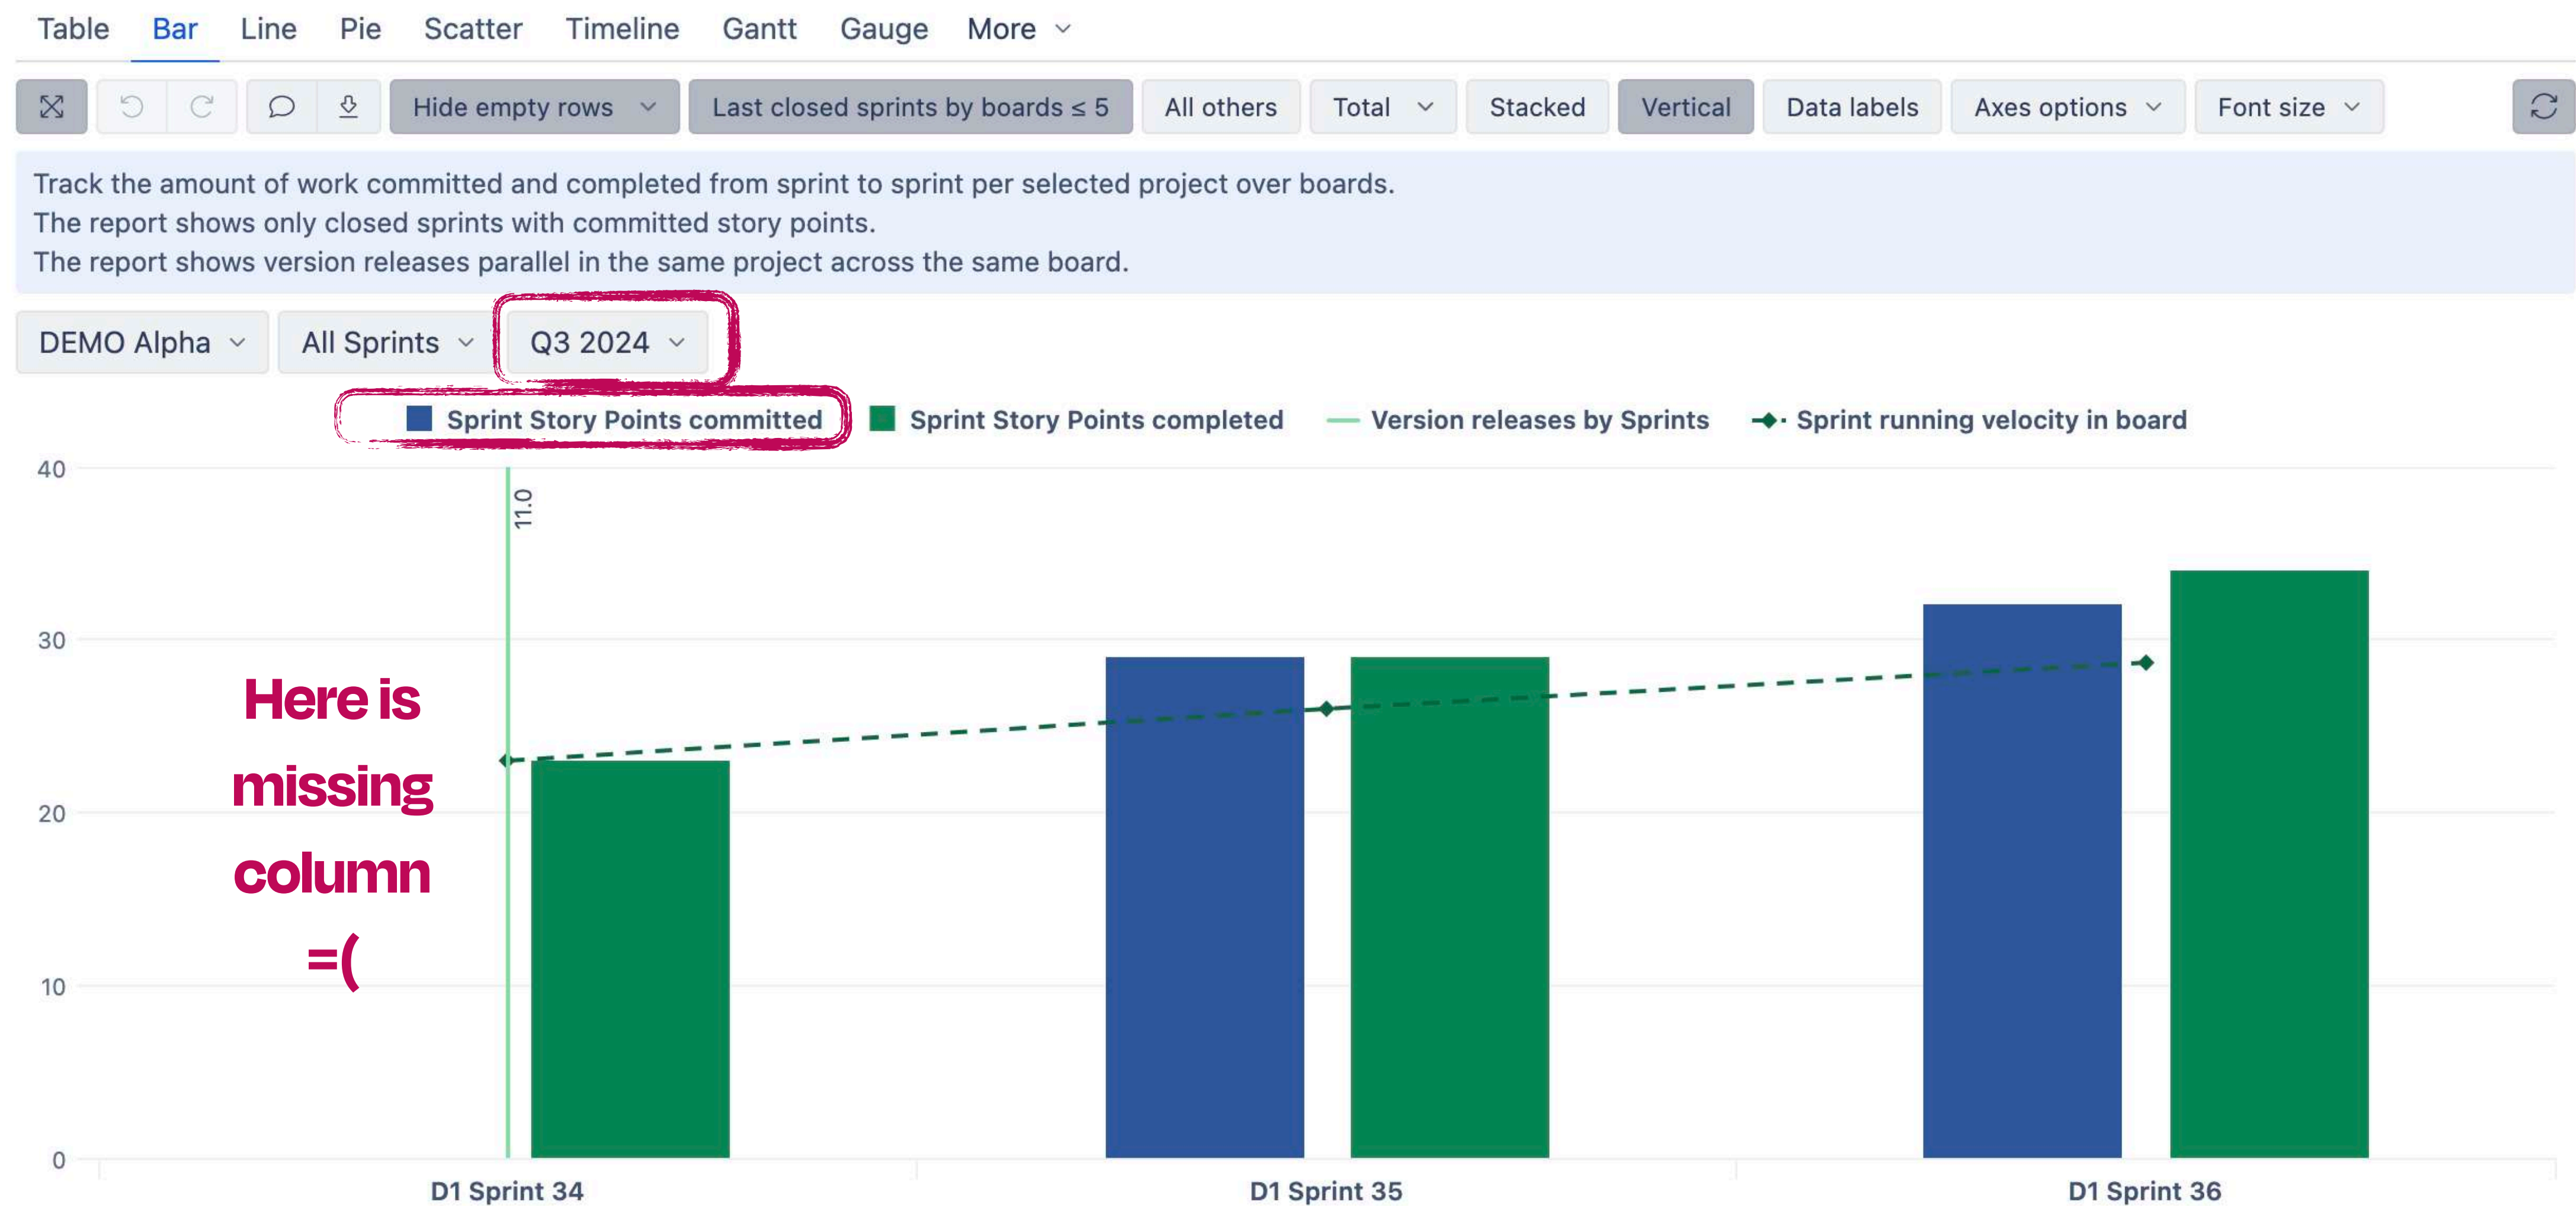 Table Bar Line Pie Scatter Timeline Gantt Gauge More
Hide empty rows Last closed sprints by boards ≤ 5 All others Total Stacked Vertical Data labels Axes options Font size
Track the amount of work committed and completed from sprint to sprint per selected project over boards.
The report shows only closed sprints with committed story points.
The report shows version releases parallel in the same project across the same board.
DEMO Alpha All Sprints Q3 2024
Sprint Story Points committed Sprint Story Points completed Version releases by Sprints Sprint running velocity in board
40
11.0
30
Here is
missing
20
column
=(
10
0
D1 Sprint 34 D1 Sprint 35 D1 Sprint 36